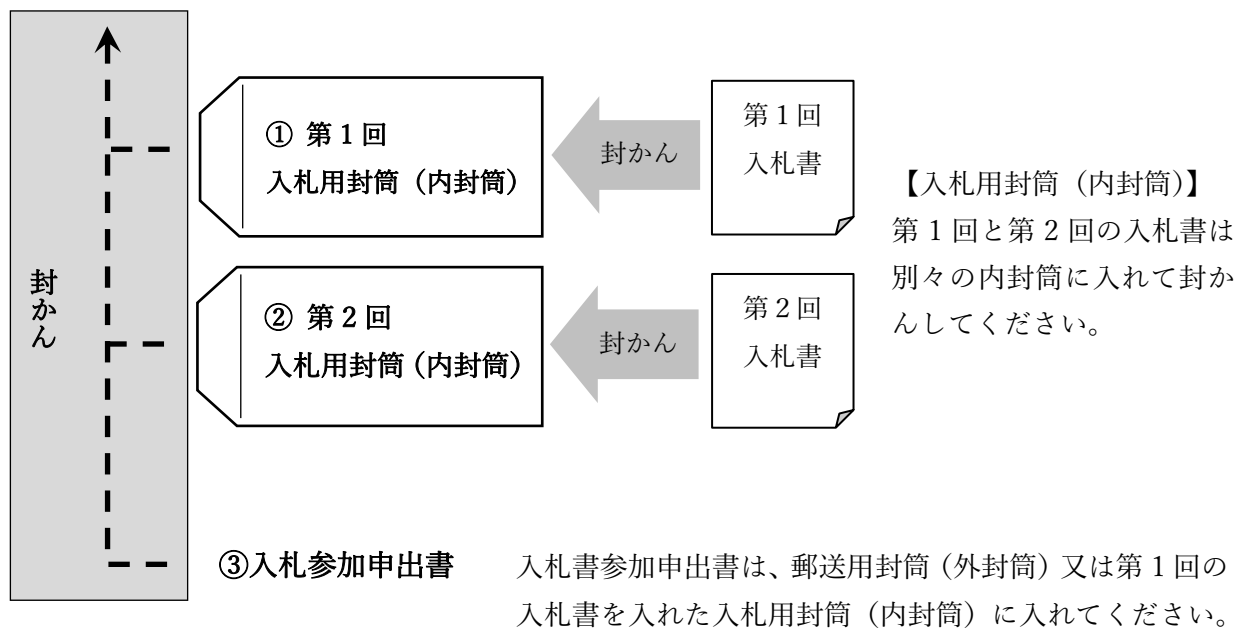 封かん
① 第１回
入札用封筒（内封筒）
封かん
第１回
入札書
【入札用封筒（内封筒）】
第１回と第２回の入札書は
別々の内封筒に入れて封か
んしてください。
② 第２回
入札用封筒（内封筒）
封かん
第２回
入札書
③入札参加申出書
入札書参加申出書は、郵送用封筒（外封筒）又は第１回の
入札書を入れた入札用封筒（内封筒）に入れてください。